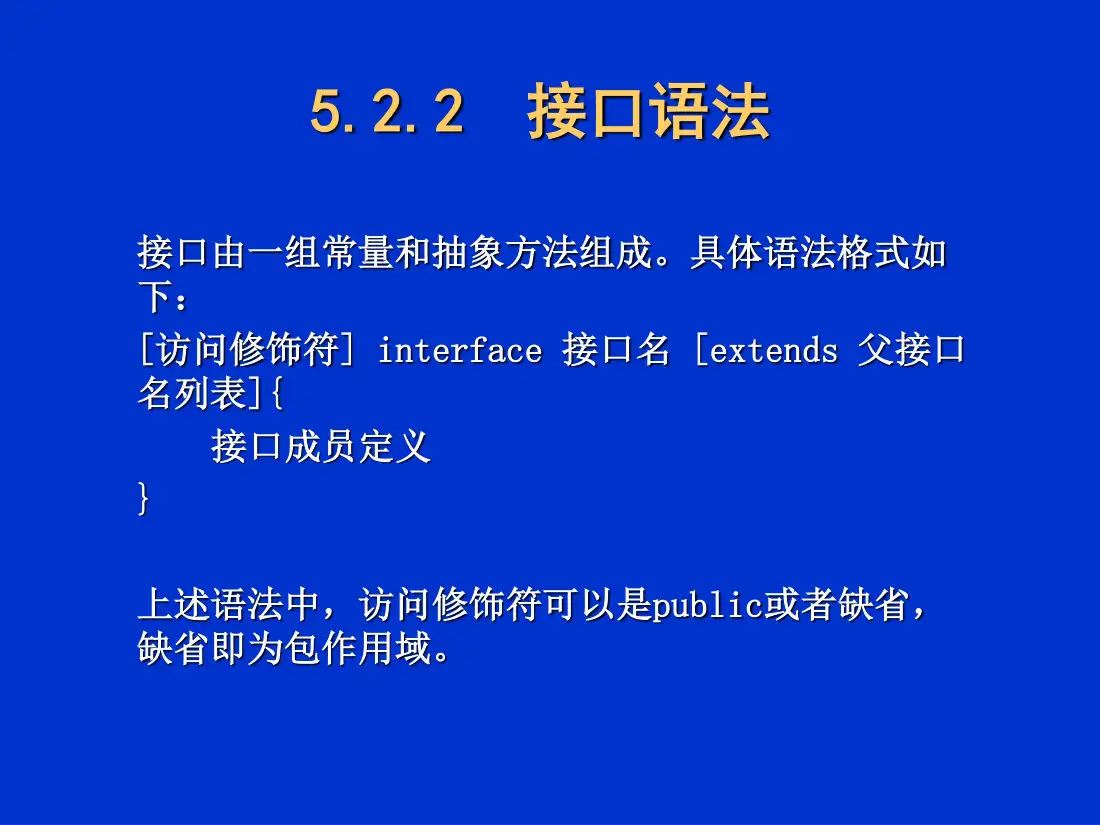 5.2.2 接口语法
接口由一组常量和抽象方法组成。具体语法格式如
下：
[访问修饰符] interface 接口名 [extends 父接口
名列表]{
接口成员定义
}
上述语法中，访问修饰符可以是public或者缺省，
缺省即为包作用域。